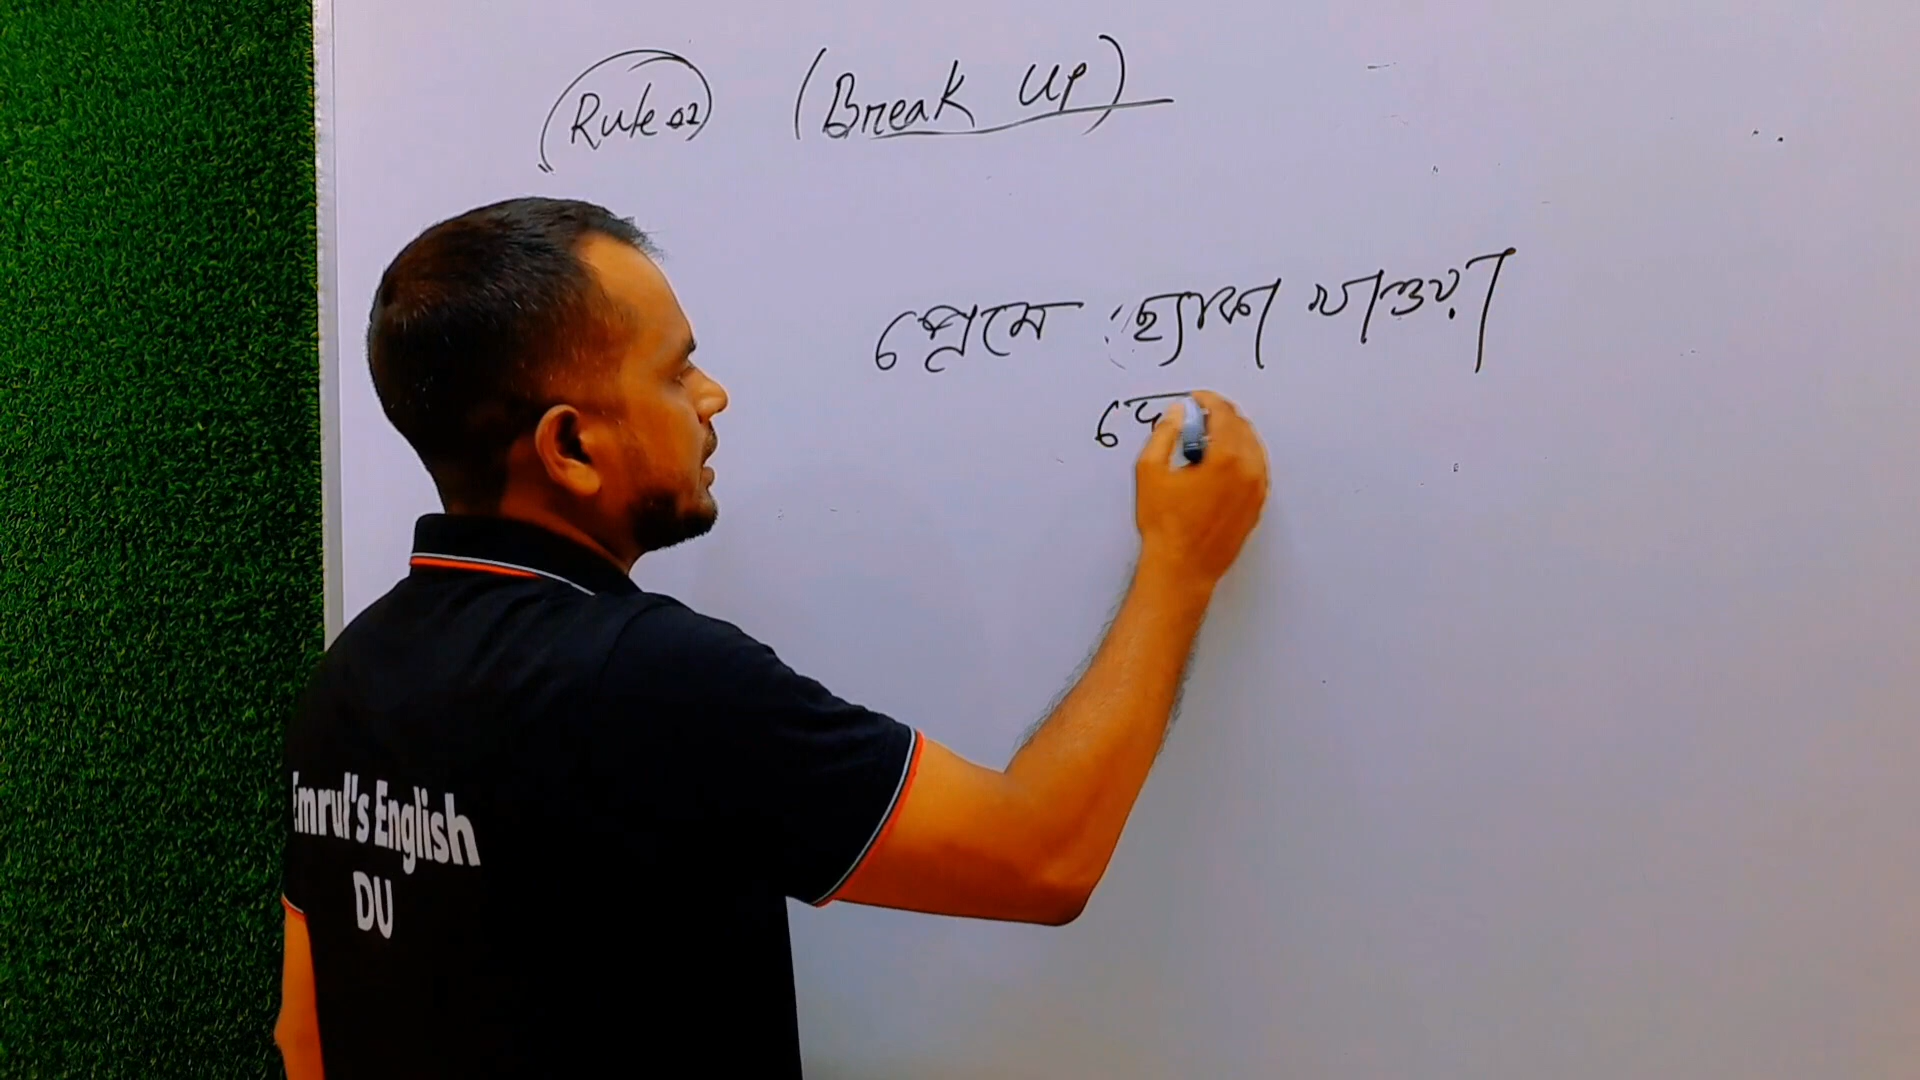 Rule 02 (Break Up)
প্রেমে ছ্যাকা খাওয়া
দে
Emrul's English
DU